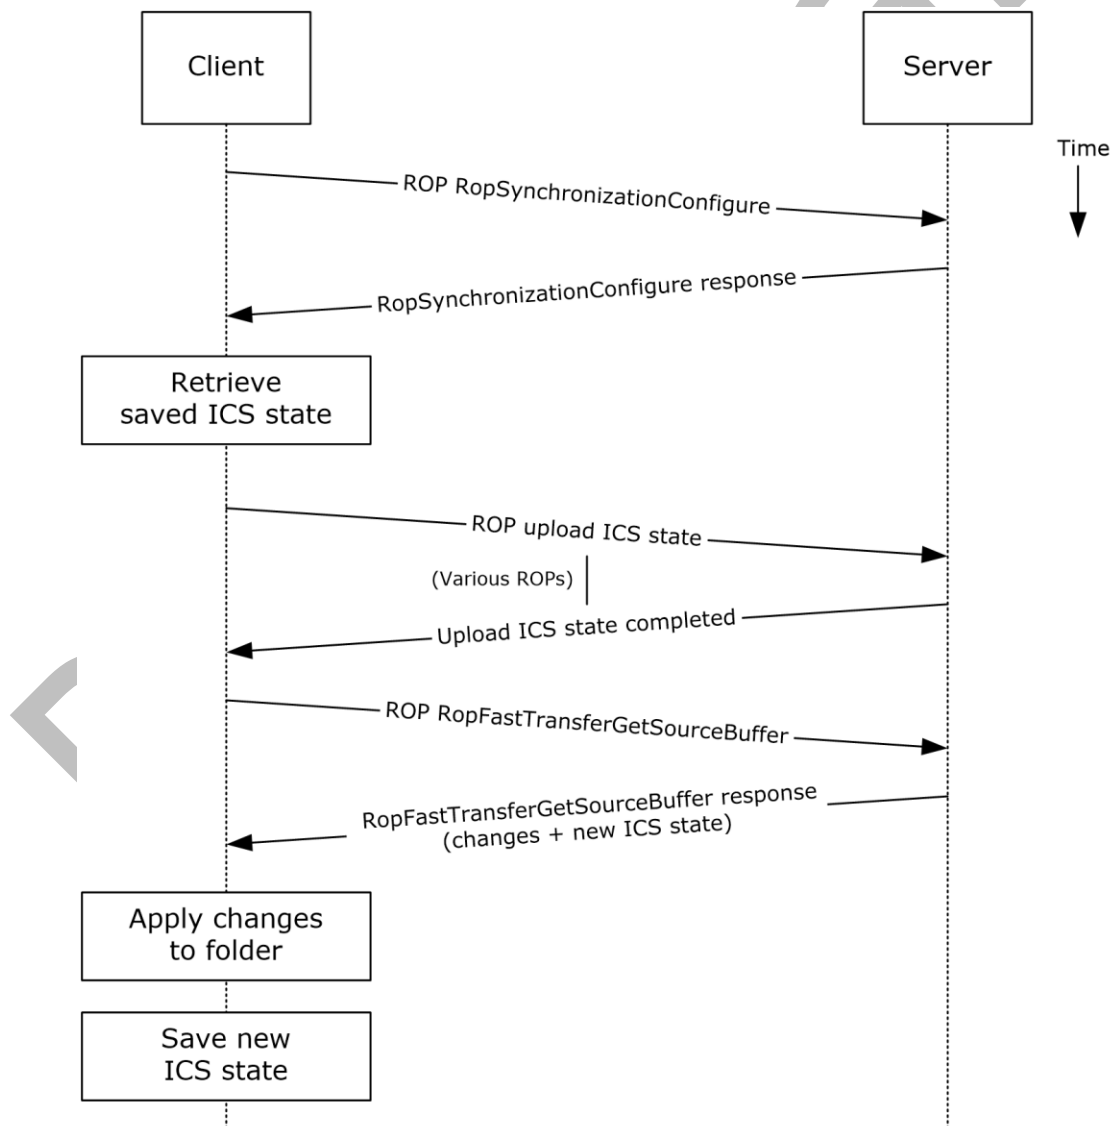 Client
Server
Time
ROP RopSynchronizationConfigure
RopSynchronizationConfigure response
Retrieve
saved ICS state
ROP upload ICS state
(Various ROPs)
Upload ICS state completed
ROP RopFastTransferGetSourceBuffer
RopFastTransferGetSourceBuffer response
(changes + new ICS state)
Apply changes
to folder
Save new
ICS state